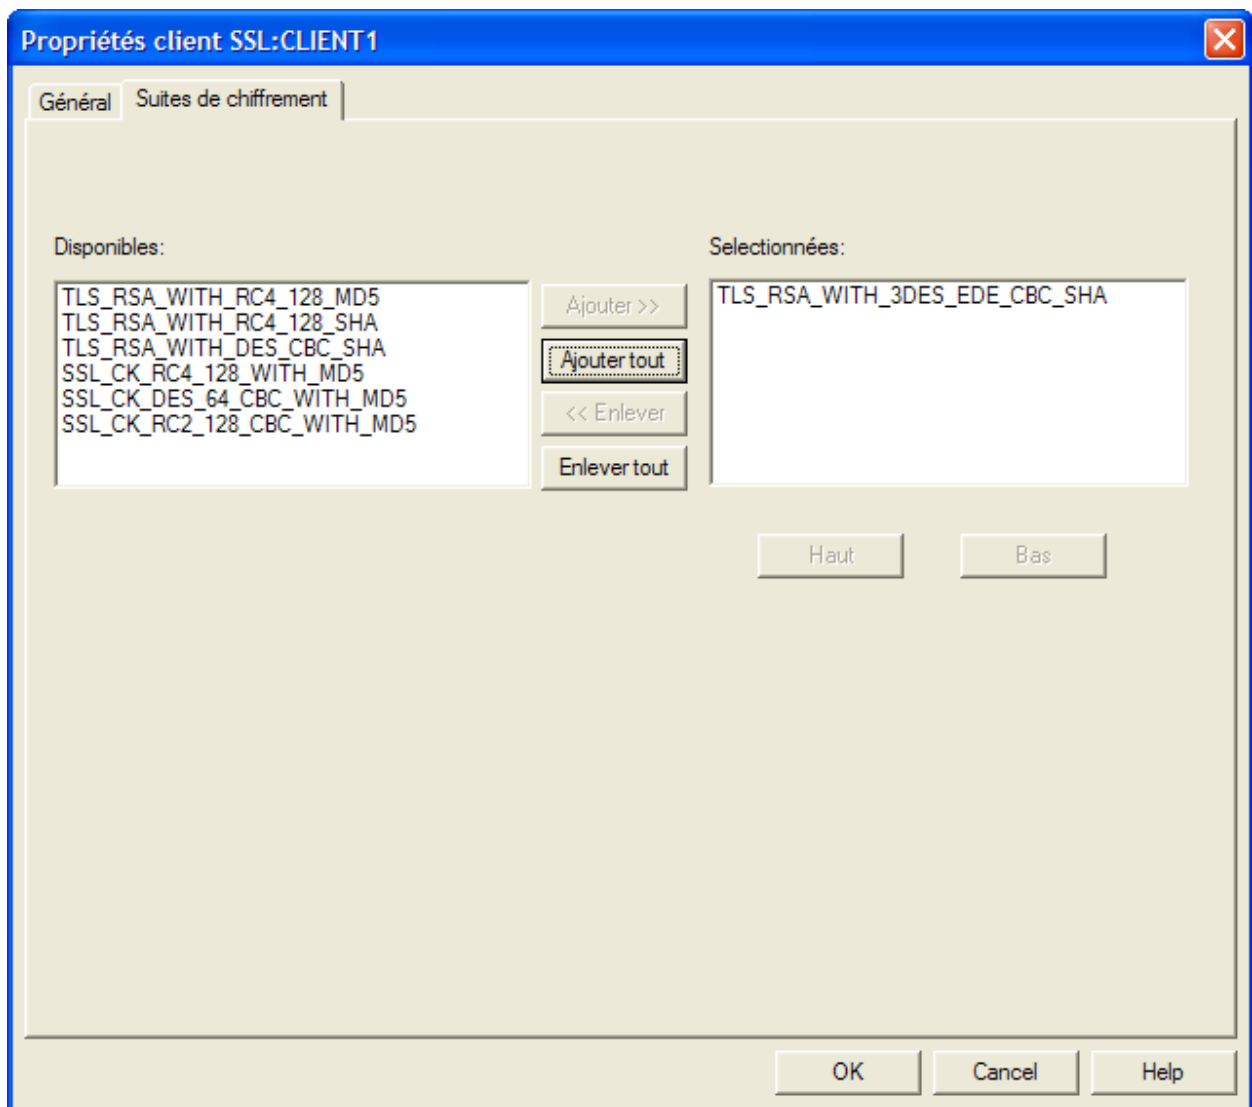 Propriétés client SSL:CLIENT1
Général
Suites de chiffrement
Disponibles:
TLS_RSA_WITH_RC4_128_MD5
TLS_RSA_WITH_RC4_128_SHA
TLS_RSA_WITH_DES_CBC_SHA
SSL_CK_RC4_128_WITH_MD5
SSL_CK_DES_64_CBC_WITH_MD5
SSL_CK_RC2_128_CBC_WITH_MD5
Ajouter >>
Ajouter tout
<< Enlever
Enlever tout
Selectionnées:
TLS_RSA_WITH_3DES_EDE_CBC_SHA
Haut
Bas
OK
Cancel
Help